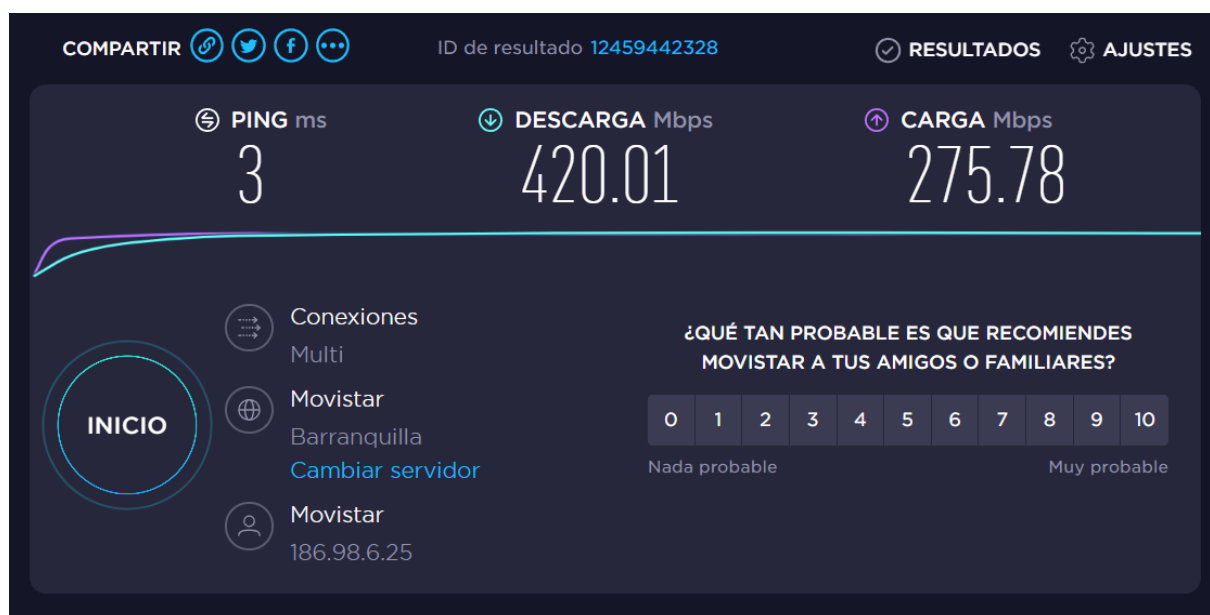 COMPARTIR
ID de resultado 12459442328
RESULTADOS
AJUSTES
PING ms
3
DESCARGA Mbps
420.01
CARGA Mbps
275.78
INICIO
Conexiones
Multi
Movistar
Barranquilla
Cambiar servidor
Movistar
186.98.6.25
¿QUÉ TAN PROBABLE ES QUE RECOMIENDES
MOVISTAR A TUS AMIGOS O FAMILIARES?
0 1 2 3 4 5 6 7 8 9 10
Nada probable
Muy probable